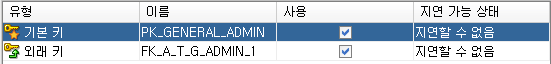 유형 이름 사용 지연 가능 상태
기본 키 PK_GENERAL_ADMIN 지연할 수 없음
외래 키 FK_A_T_G_ADMIN_1 지연할 수 없음